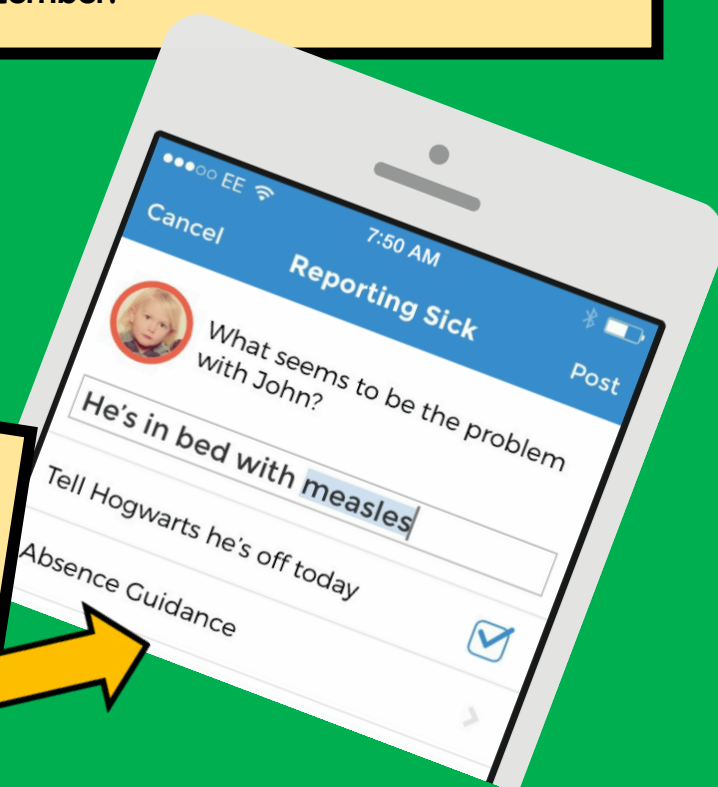 EE
7:50 AM
Cancel
Reporting Sick
Post
What seems to be the problem
with John?
He's in bed with measles
Tell Hogwarts he's off today
Absence Guidance